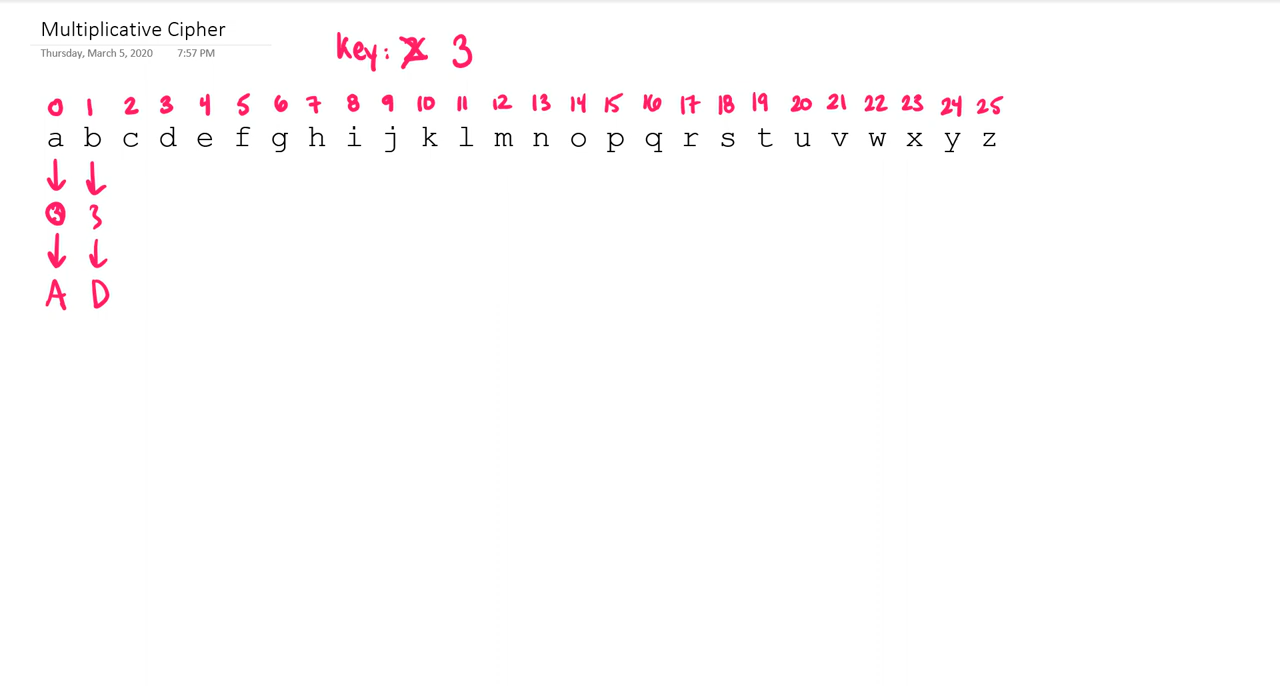 Multiplicative Cipher
Thursday, March 5, 2020 7:57 PM
Key: 3
0 1 2 3 4 5 6 7 8 9 10 11 12 13 14 15 16 17 18 19 20 21 22 23 24 25
a b c d e f g h i j k l m n o p q r s t u v w x y z
↓ ↓
3
↓ ↓
A D